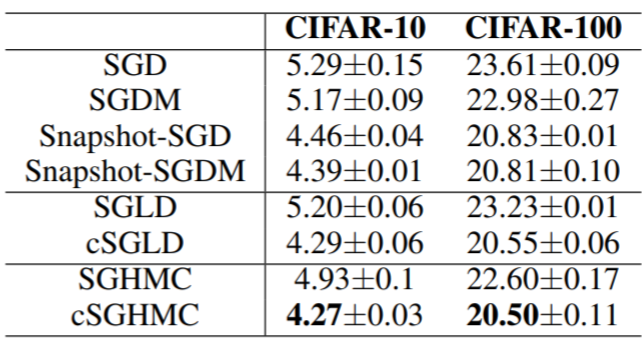 CIFAR-10 CIFAR-100
SGD 5.29±0.15 23.61±0.09
SGDM 5.17±0.09 22.98±0.27
Snapshot-SGD 4.46±0.04 20.83±0.01
Snapshot-SGDM 4.39±0.01 20.81±0.10
SGLD 5.20±0.06 23.23±0.01
cSGLD 4.29±0.06 20.55±0.06
SGHMC 4.93±0.1 22.60±0.17
cSGHMC 4.27±0.03 20.50±0.11